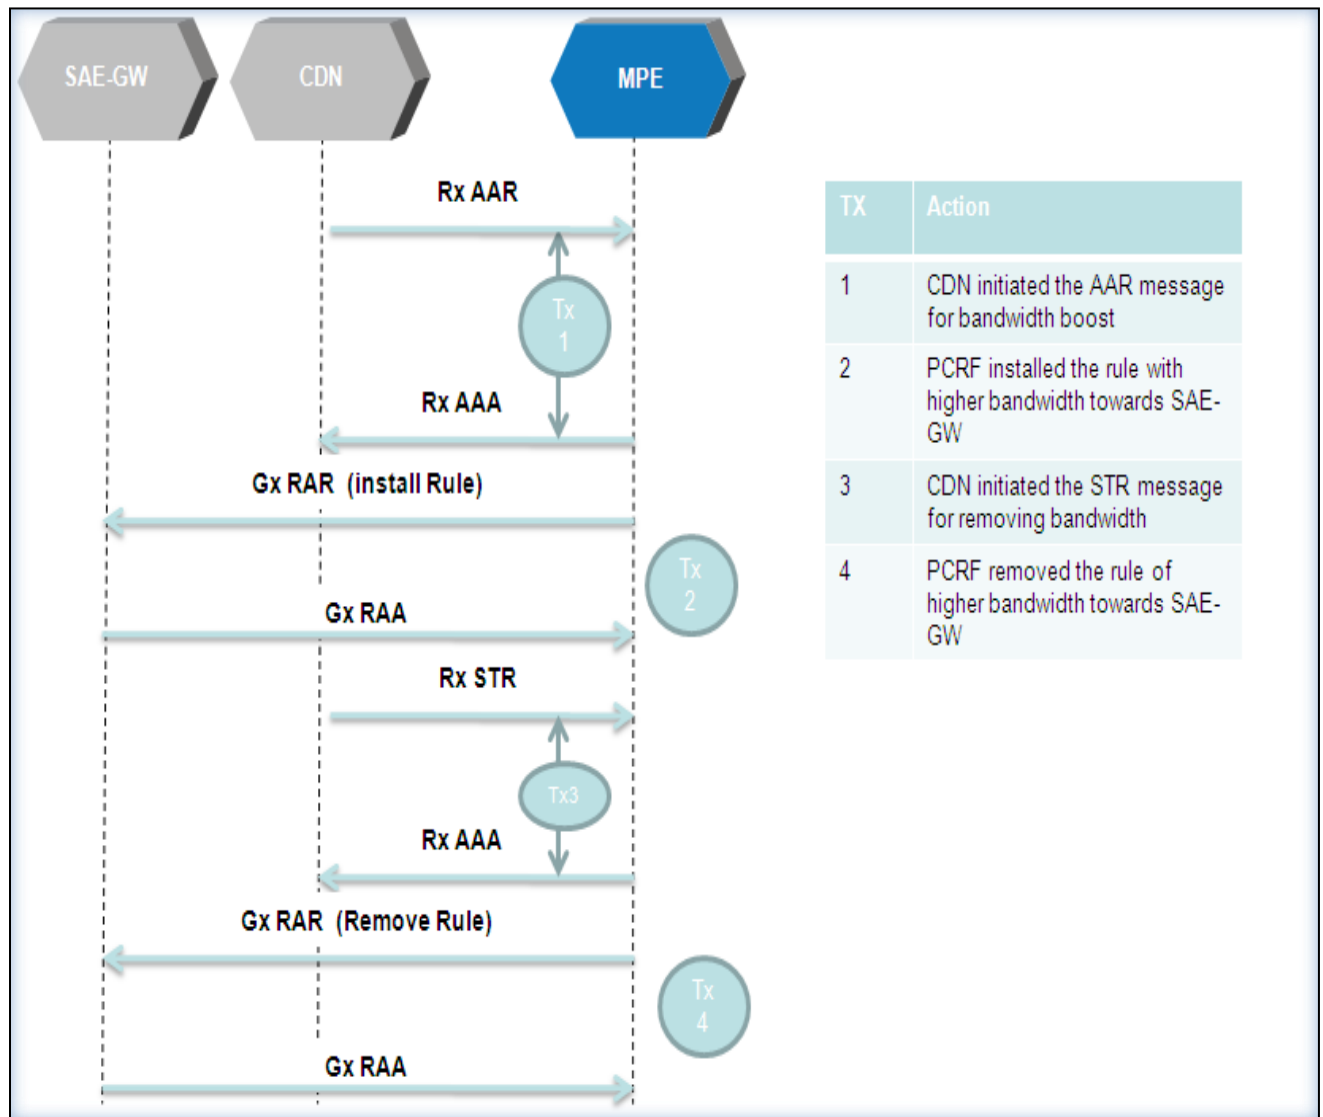 SAE-GW
CDN
MPE
Rx AAR
Tx
1
Rx AAA
Gx RAR (install Rule)
Tx
2
Gx RAA
Rx STR
Tx3
Rx AAA
Gx RAR (Remove Rule)
Tx
4
Gx RAA
TX Action
1 CDN initiated the AAR message
for bandwidth boost
2 PCRF installed the rule with
higher bandwidth towards SAE-
GW
3 CDN initiated the STR message
for removing bandwidth
4 PCRF removed the rule of
higher bandwidth towards SAE-
GW